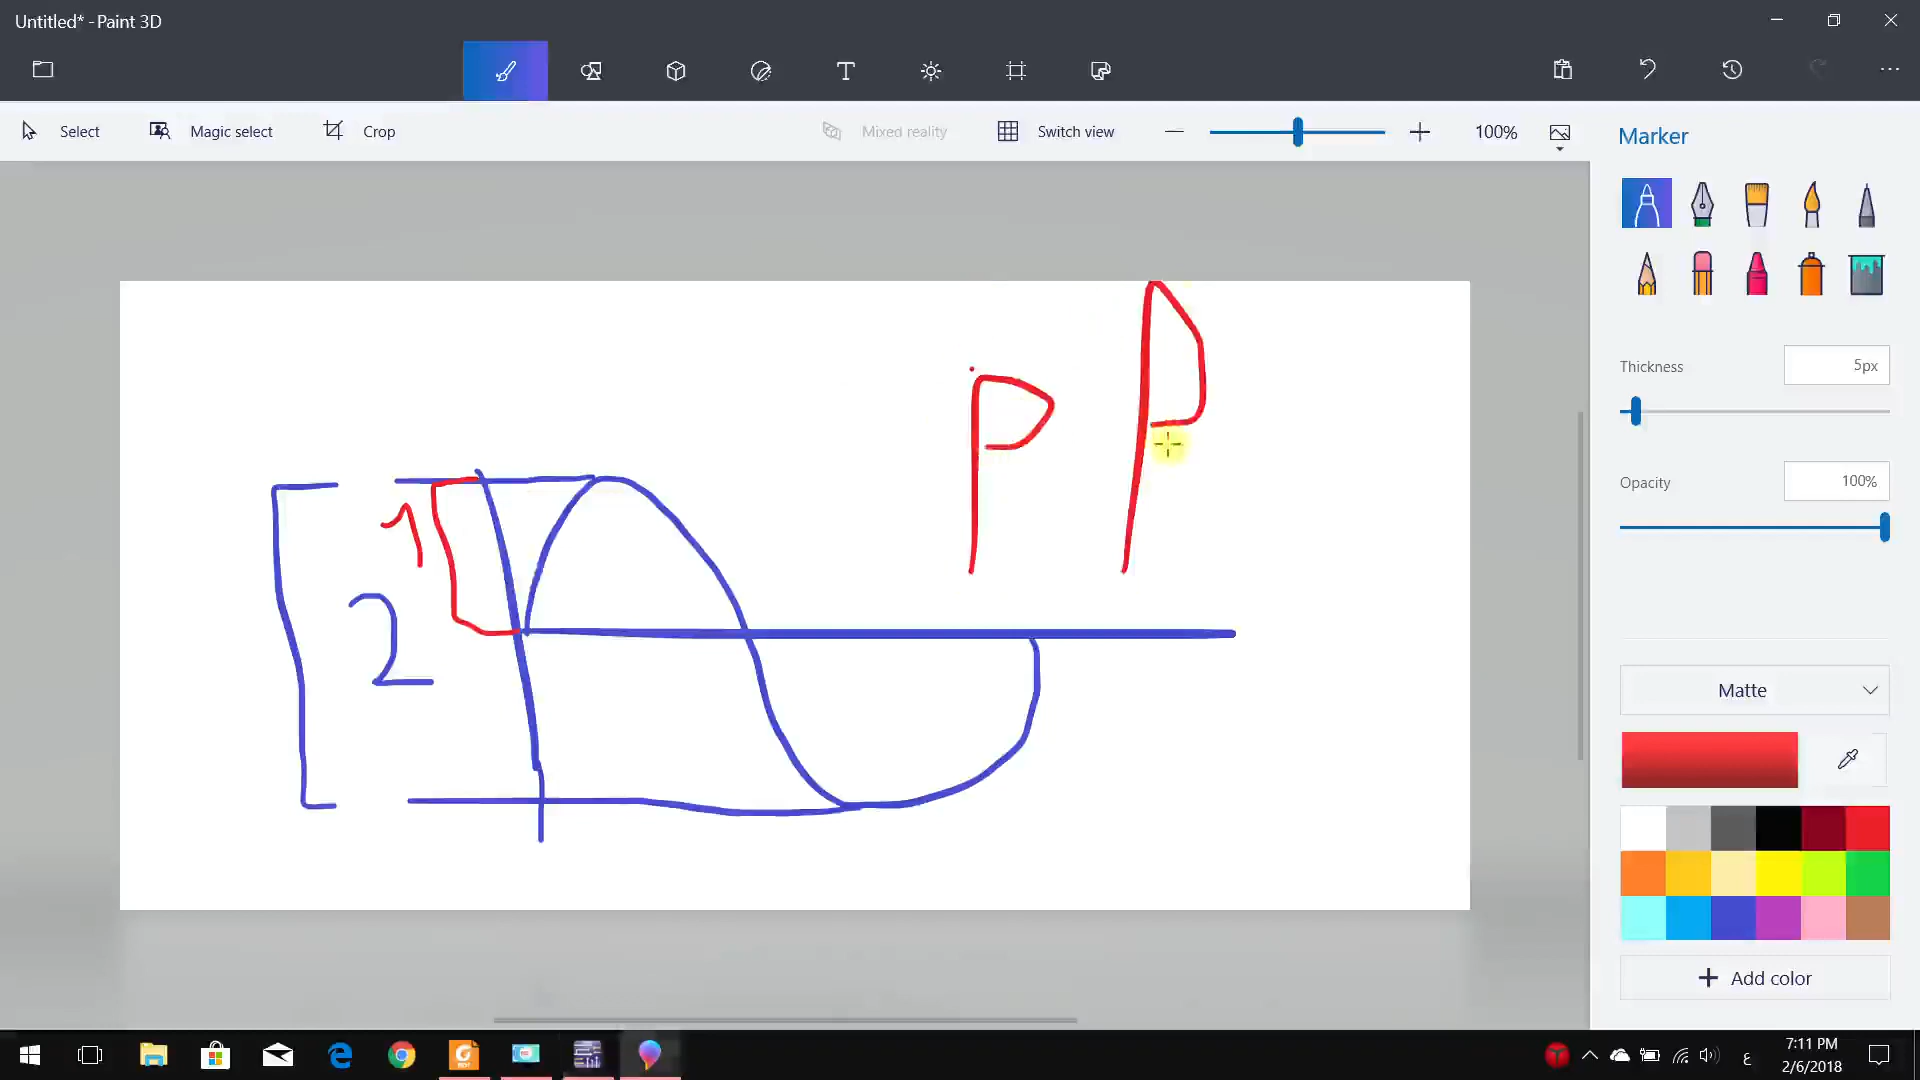 Untitled* - Paint 3D
Select
Magic select
Crop
Mixed reality
Switch view
100%
Marker
Thickness
5px
Opacity
100%
Matte
Add color
P P
1
2
ع
7:11 PM
2/6/2018